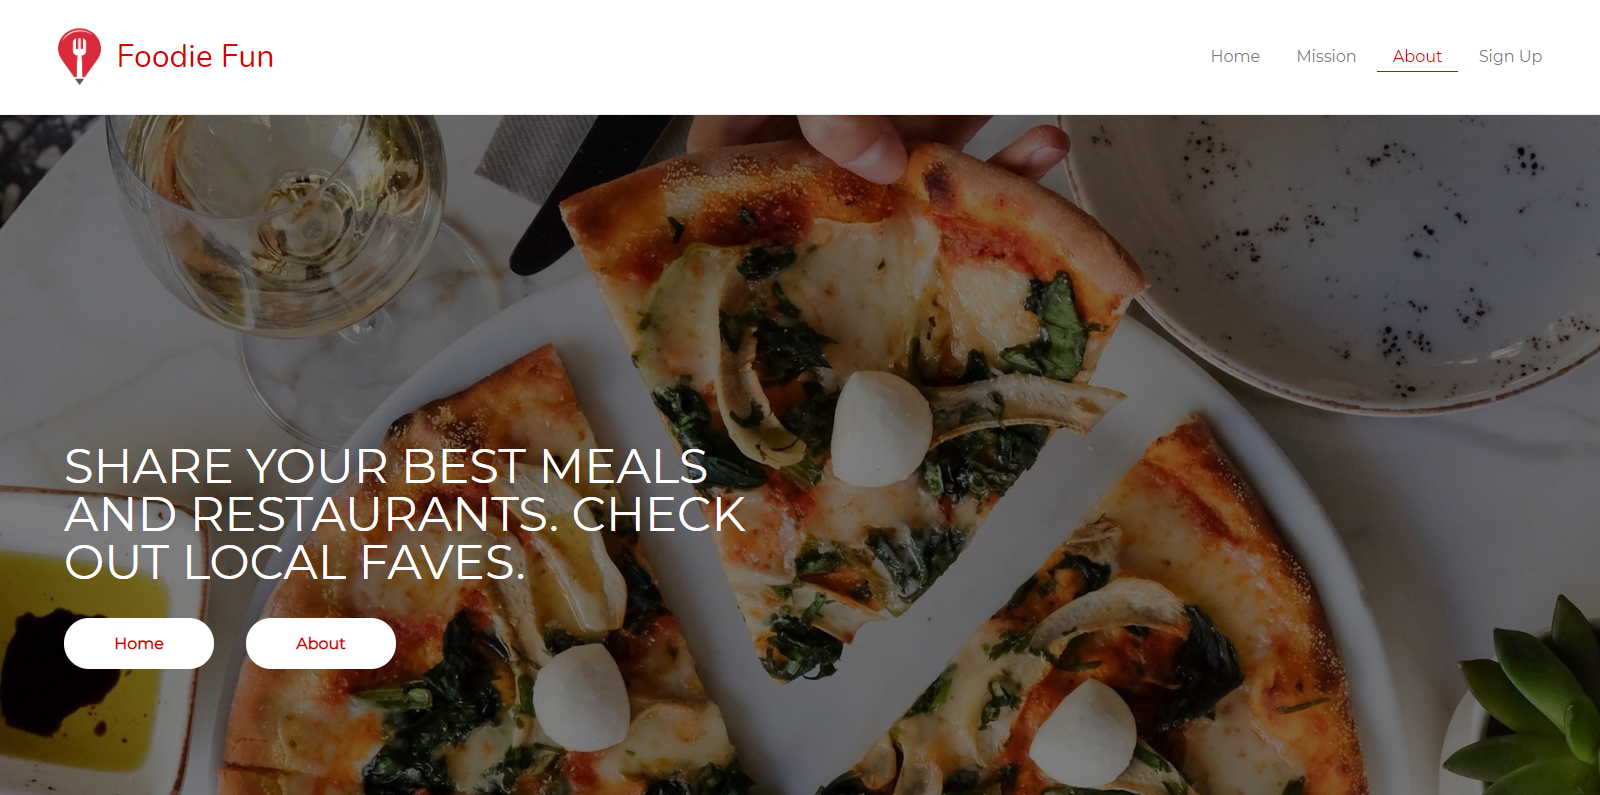 Foodie Fun
Home Mission About Sign Up
SHARE YOUR BEST MEALS
AND RESTAURANTS. CHECK
OUT LOCAL FAVES.
Home About